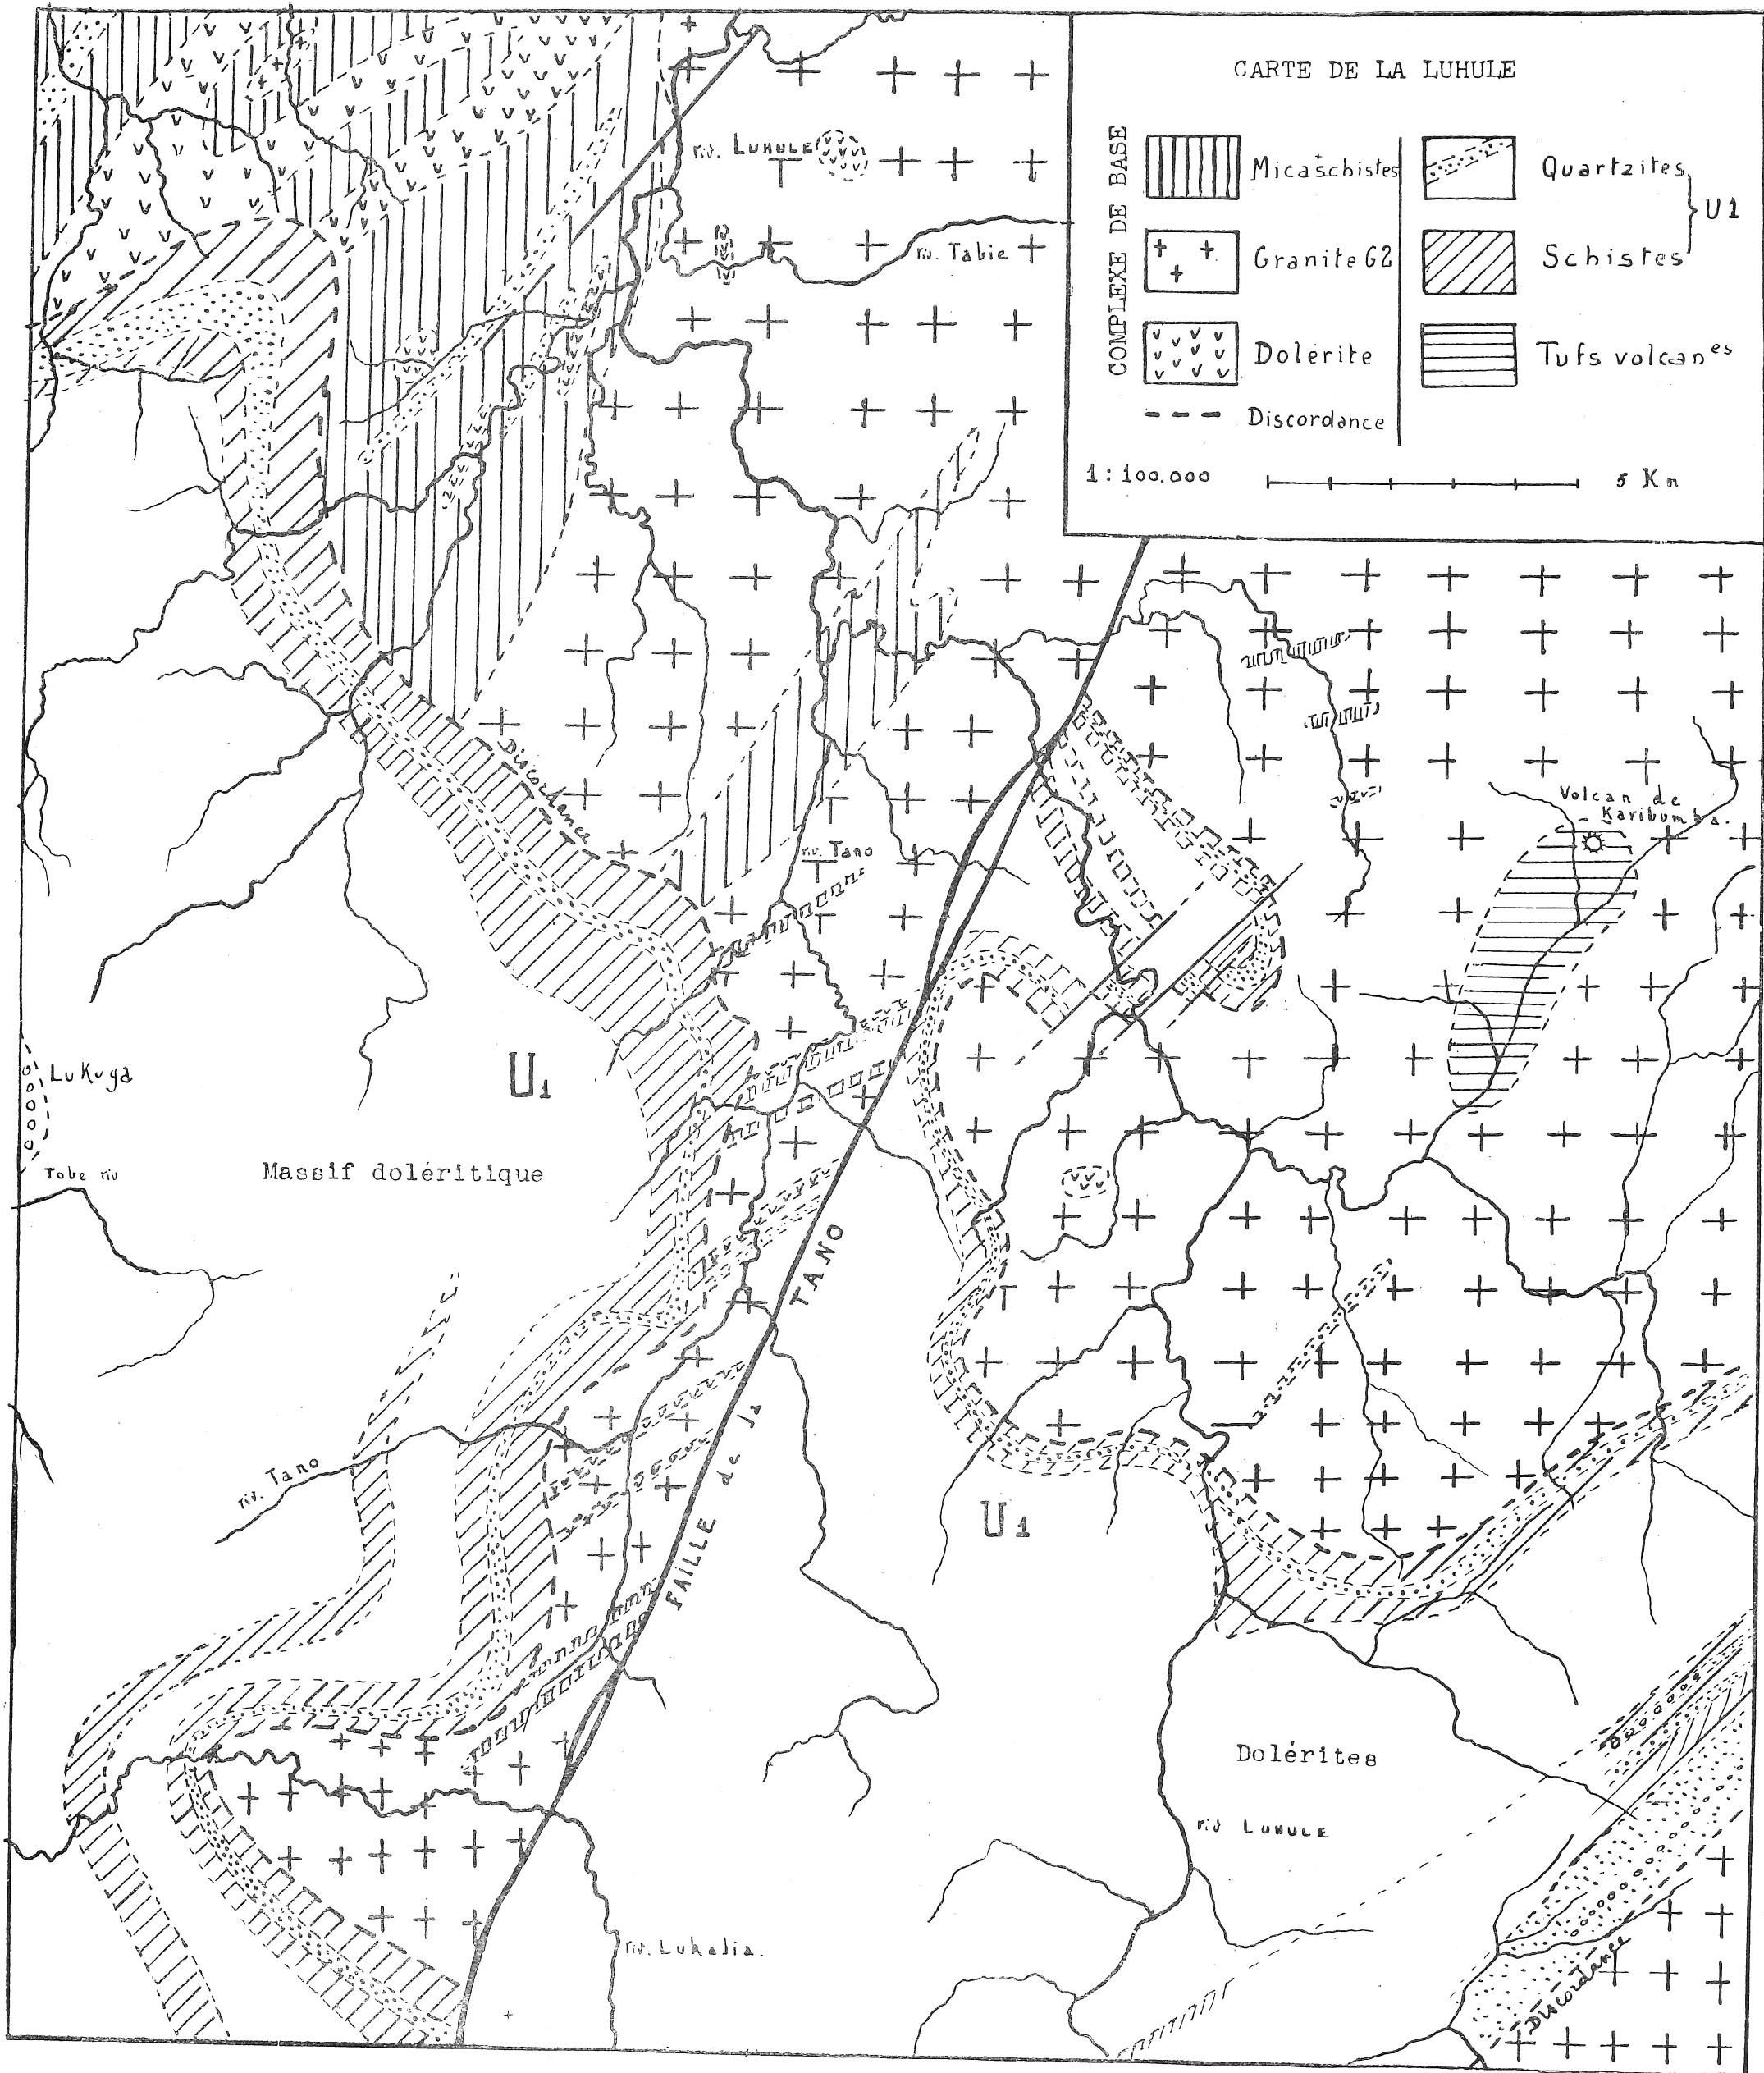 CARTE DE LA LUHULE
COMPLEXE DE BASE
Micaschistes
Granite G2
Dolérite
Discordance
Quartzites
Schistes
U1
Tufs volcanes
1:100.000
5 Km
riv. LUHULE
riv. Tabie
Discordance
riv. Tano
Volcan de
Karibumba.
Lukuga
U1
Tobe riv
Massif doléritique
FAILLE de la TANO
riv. Tano
U1
Dolérites
riv LUHULE
riv. Lukalia.
Discordance